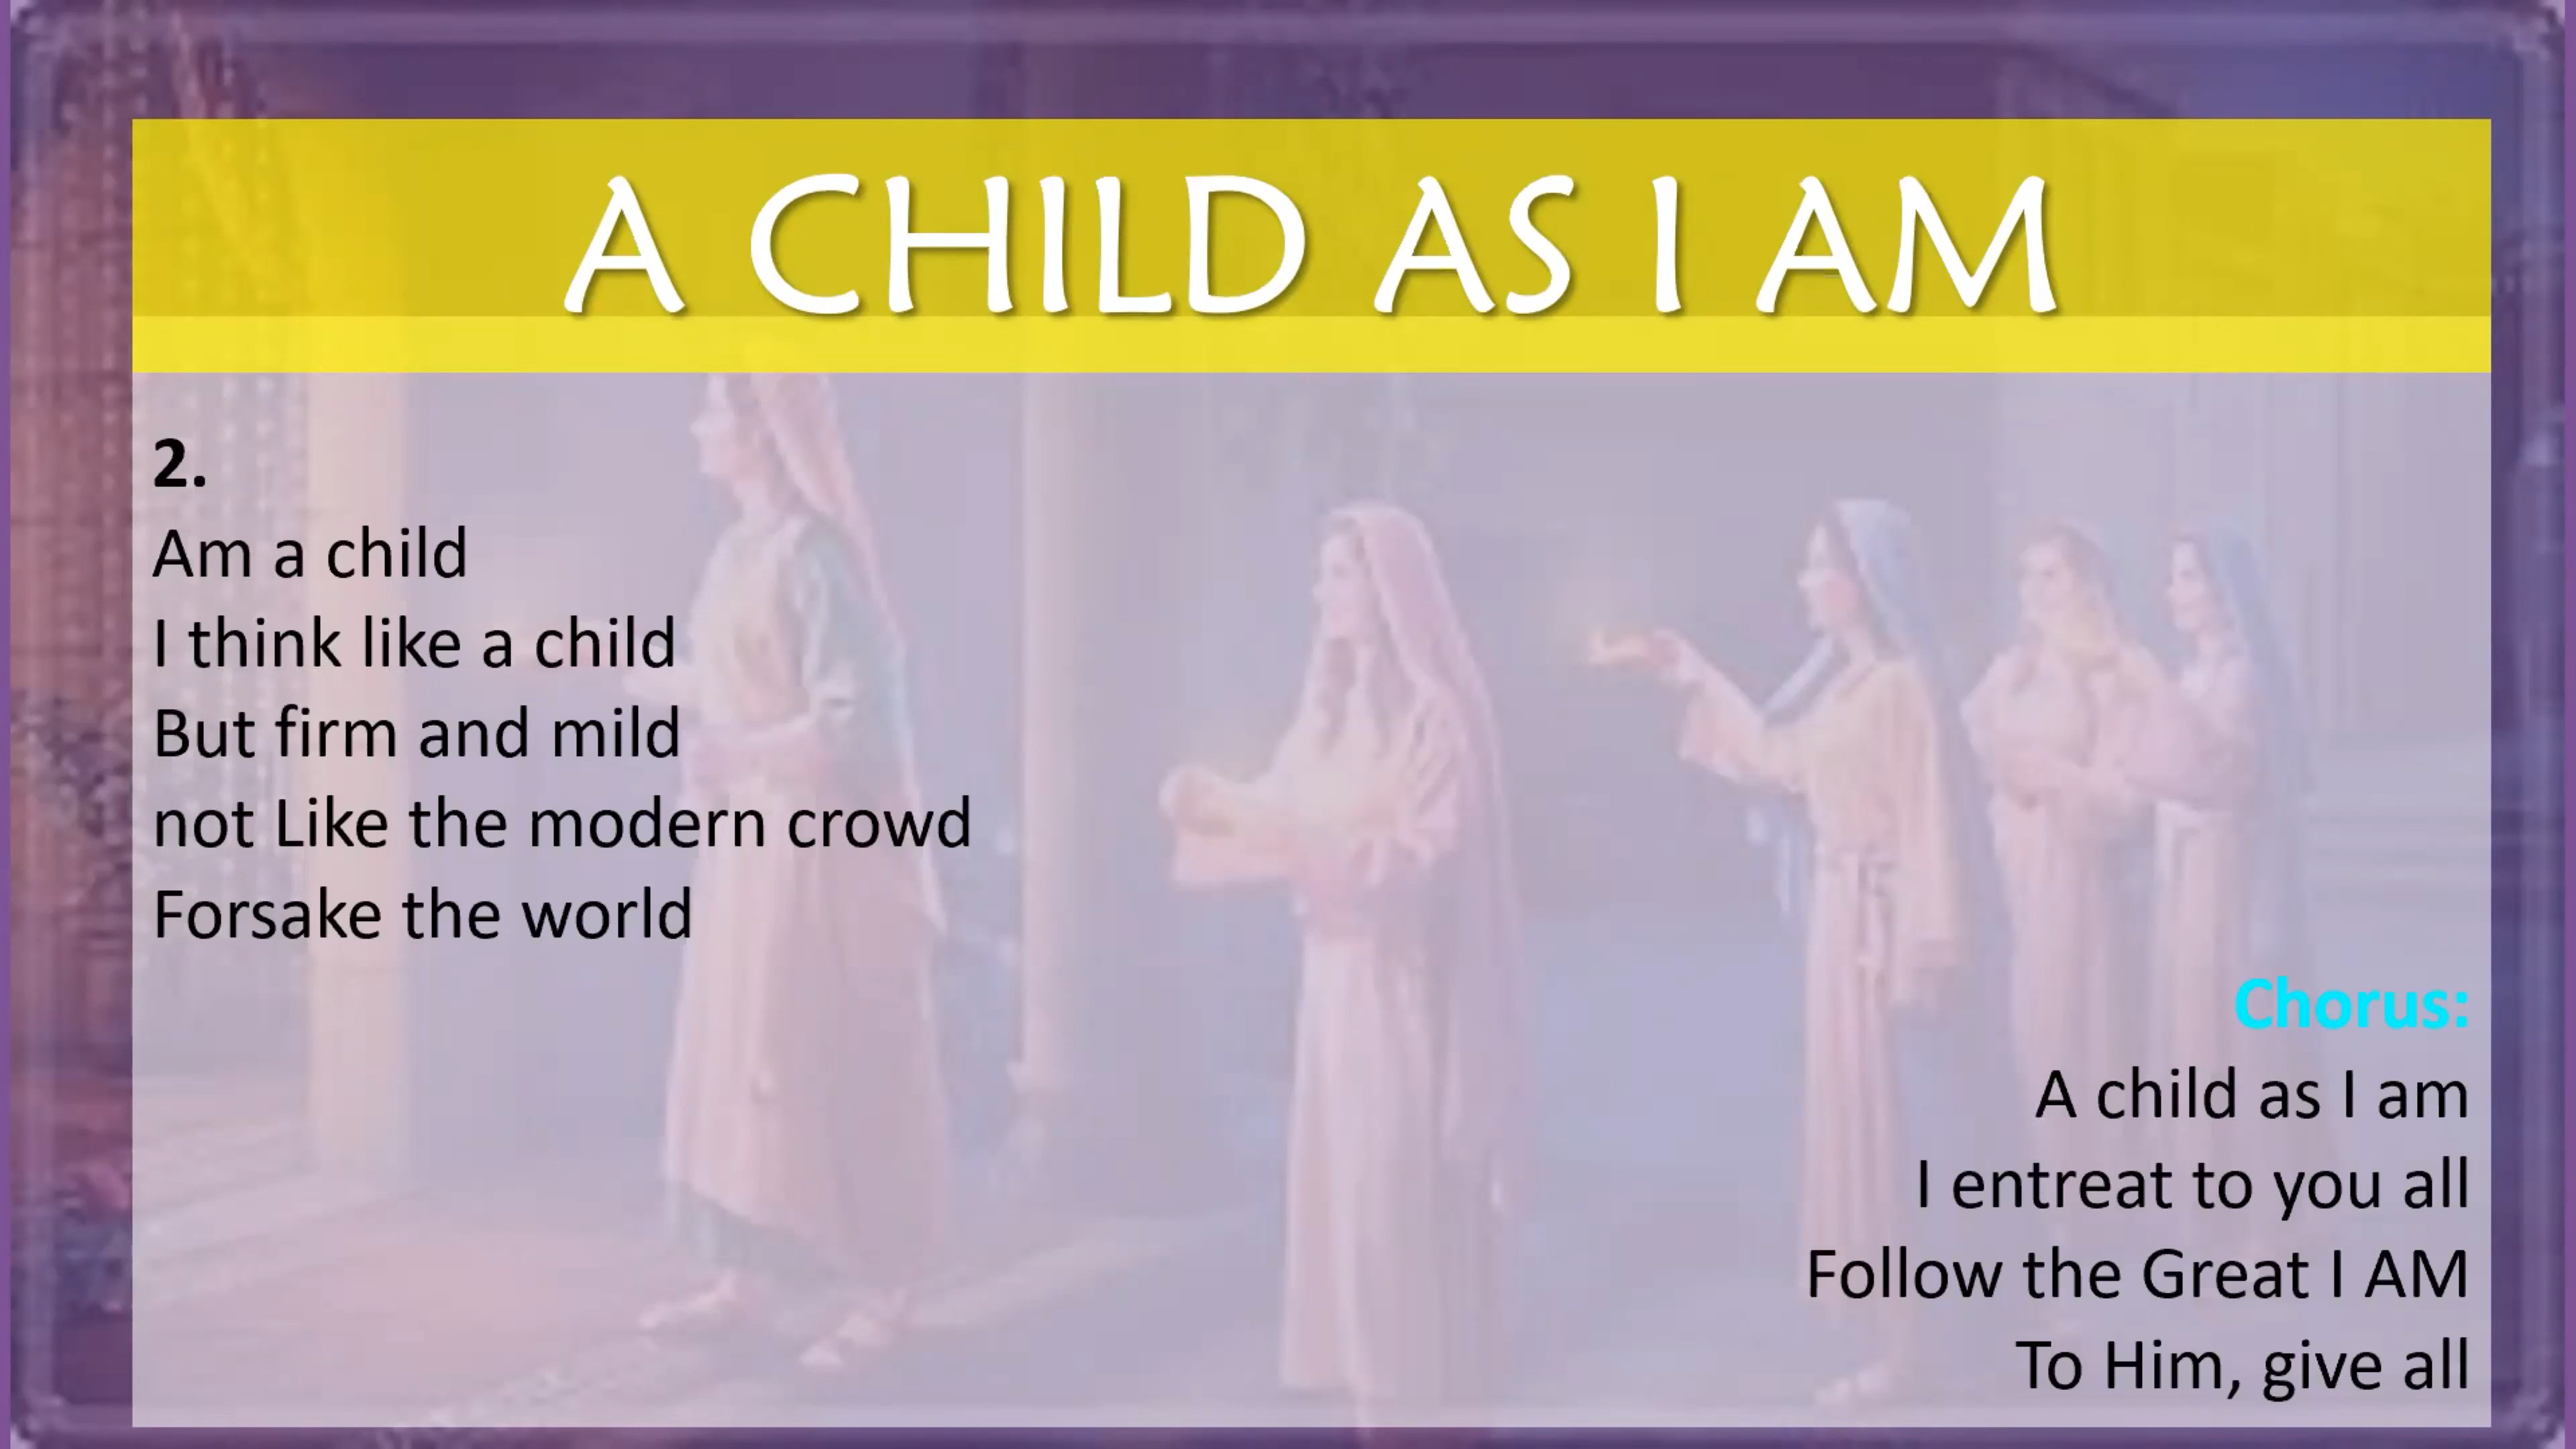 A CHILD AS I AM
2.
Am a child
I think like a child
But firm and mild
not Like the modern crowd
Forsake the world
Chorus:
A child as I am
I entreat to you all
Follow the Great I AM
To Him, give all